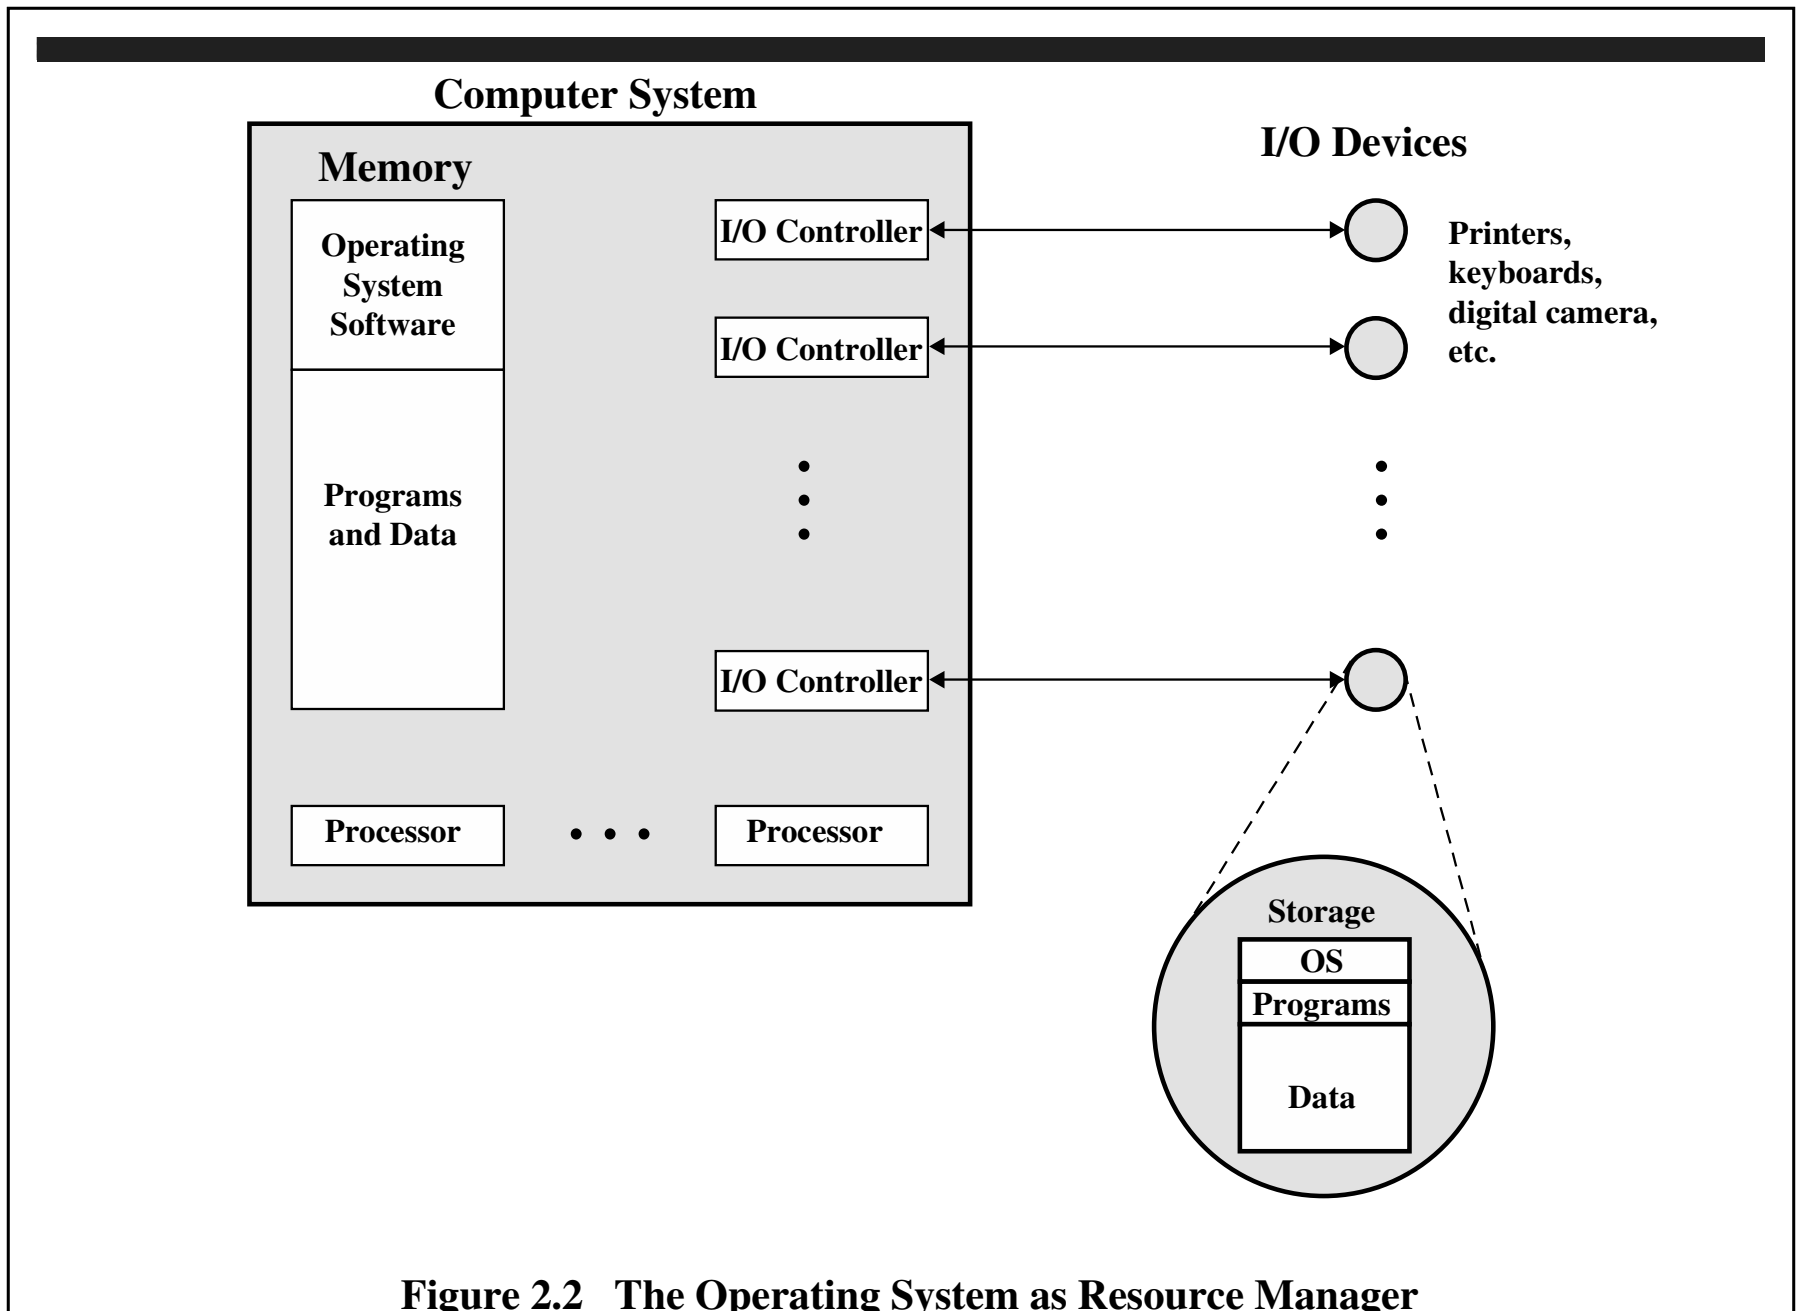 Computer System
I/O Devices
Memory
Operating
System
Software
Programs
and Data
I/O Controller
I/O Controller
I/O Controller
Printers,
keyboards,
digital camera,
etc.
Processor
Processor
Storage
OS
Programs
Data
Figure 2.2 The Operating System as Resource Manager